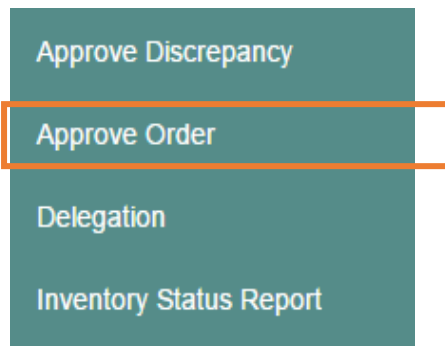 Approve Discrepancy
Approve Order
Delegation
Inventory Status Report